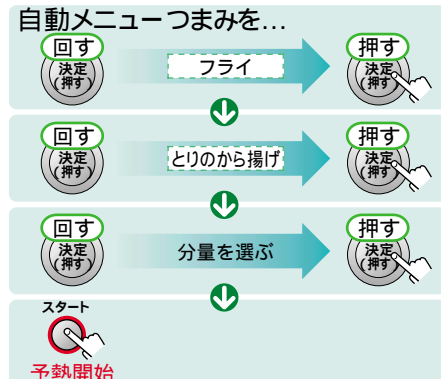 自動メニューつまみを…
回す
決定
(押す)
フライ
押す
決定
(押す)
回す
決定
(押す)
とりのから揚げ
押す
決定
(押す)
回す
決定
(押す)
分量を選ぶ
押す
決定
(押す)
スタート
予熱開始